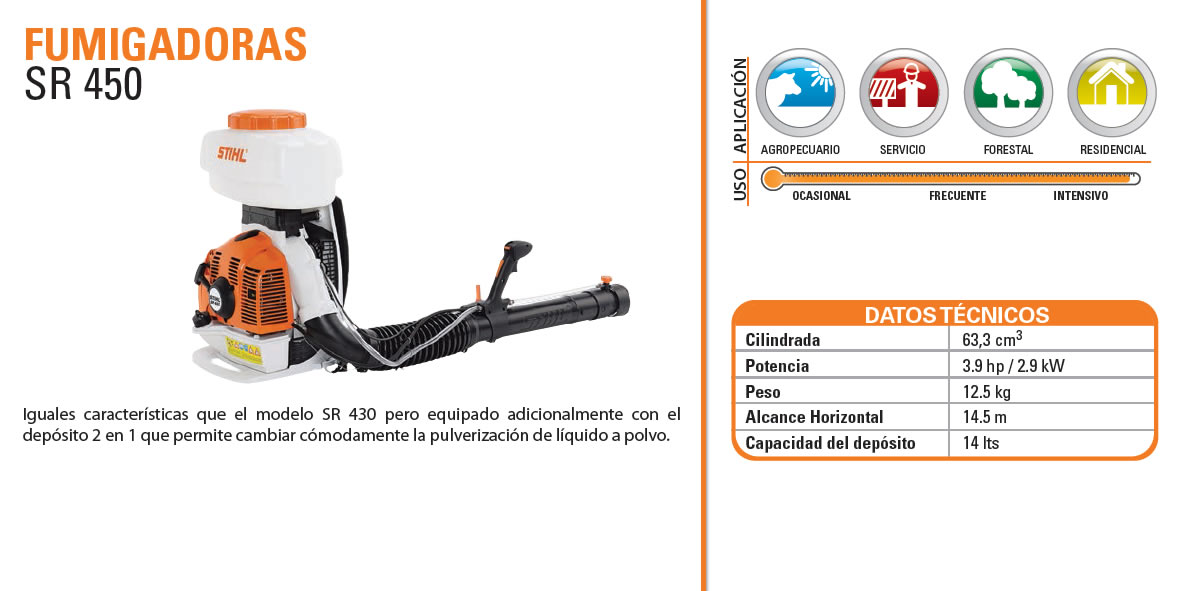 FUMIGADORAS
SR 450
STIHL
Iguales características que el modelo SR 430 pero equipado adicionalmente con el
depósito 2 en 1 que permite cambiar cómodamente la pulverización de líquido a polvo.
APLICACIÓN
AGROPECUARIO SERVICIO FORESTAL RESIDENCIAL
USO
OCASIONAL FRECUENTE INTENSIVO
DATOS TÉCNICOS
Cilindrada 63,3 cm³
Potencia 3.9 hp / 2.9 kW
Peso 12.5 kg
Alcance Horizontal 14.5 m
Capacidad del depósito 14 lts